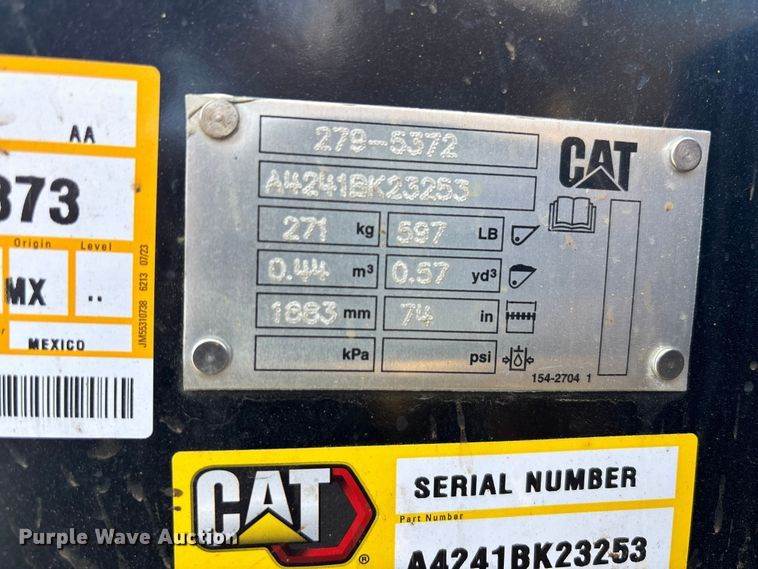 AA
373
Origin Level
MX ..
MEXICO
JM55310738 6213 07/23
279-5372
CAT
A4241BK23253
271 kg 597 LB
0.44 m³ 0.57 yd³
1883 mm 74 in
kPa psi
154-2704 1
CAT
®
SERIAL NUMBER
Part Number
A4241BK23253
Purple Wave Auction